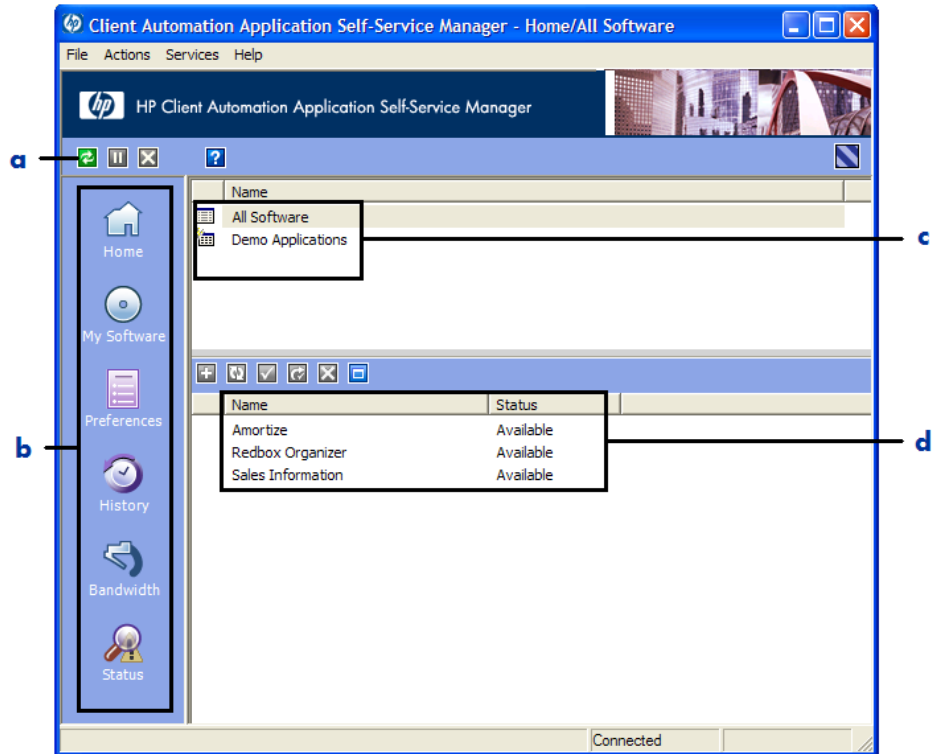 Client Automation Application Self-Service Manager - Home/All Software
File Actions Services Help
hp HP Client Automation Application Self-Service Manager
a
?
Name
All Software
Demo Applications
c
Home
My Software
Preferences
History
Bandwidth
Status
b
Name Status
Amortize Available
Redbox Organizer Available
Sales Information Available
d
Connected